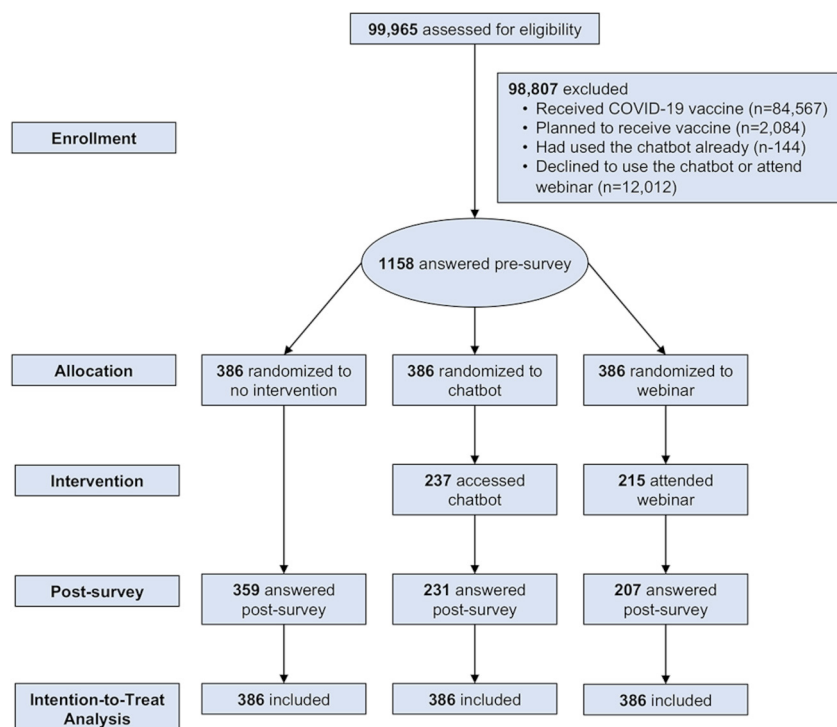 99,965 assessed for eligibility
98,807 excluded
• Received COVID-19 vaccine (n=84,567)
• Planned to receive vaccine (n=2,084)
• Had used the chatbot already (n-144)
• Declined to use the chatbot or attend
webinar (n=12,012)
Enrollment
1158 answered pre-survey
Allocation
386 randomized to
no intervention
386 randomized to
chatbot
386 randomized to
webinar
Intervention
237 accessed
chatbot
215 attended
webinar
Post-survey
359 answered
post-survey
231 answered
post-survey
207 answered
post-survey
Intention-to-Treat
Analysis
386 included
386 included
386 included